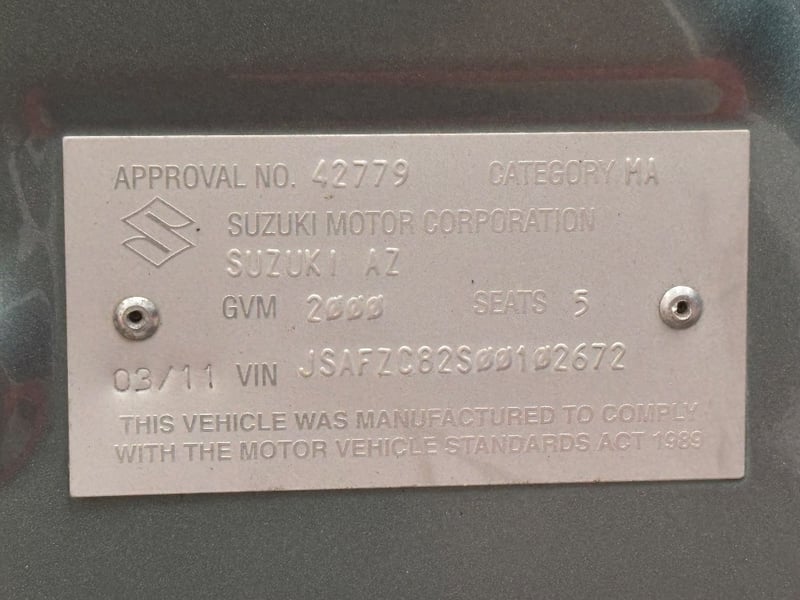 APPROVAL NO. 42779 CATEGORY MA
SUZUKI MOTOR CORPORATION
SUZUKI AZ
GVM 2000 SEATS 5
03/11 VIN JSAFZC82S00102672
THIS VEHICLE WAS MANUFACTURED TO COMPLY
WITH THE MOTOR VEHICLE STANDARDS ACT 1989